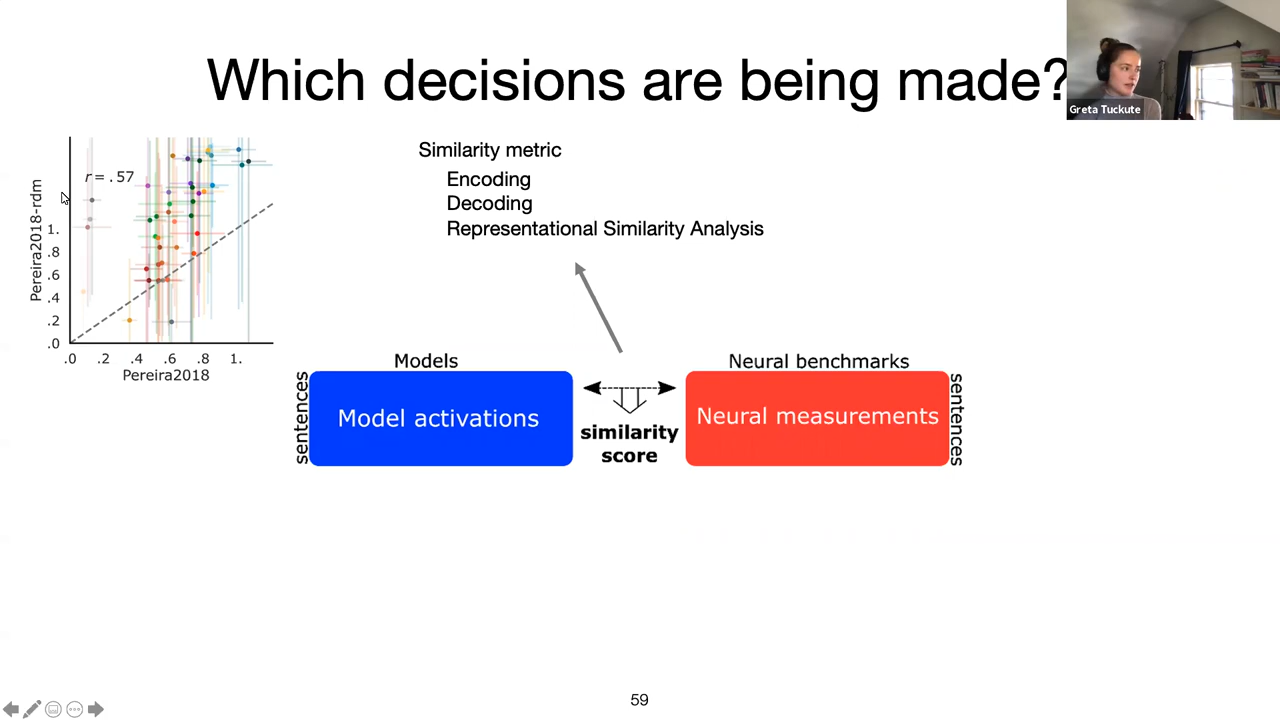 Which decisions are being made?
Greta Tuckute
Similarity metric
Encoding
Decoding
Representational Similarity Analysis
r = .57
Pereira2018-rdm
1.
.8
.6
.4
.2
.0
.0 .2 .4 .6 .8 1.
Pereira2018
Models
Neural benchmarks
sentences
Model activations
similarity
score
Neural measurements
sentences
59